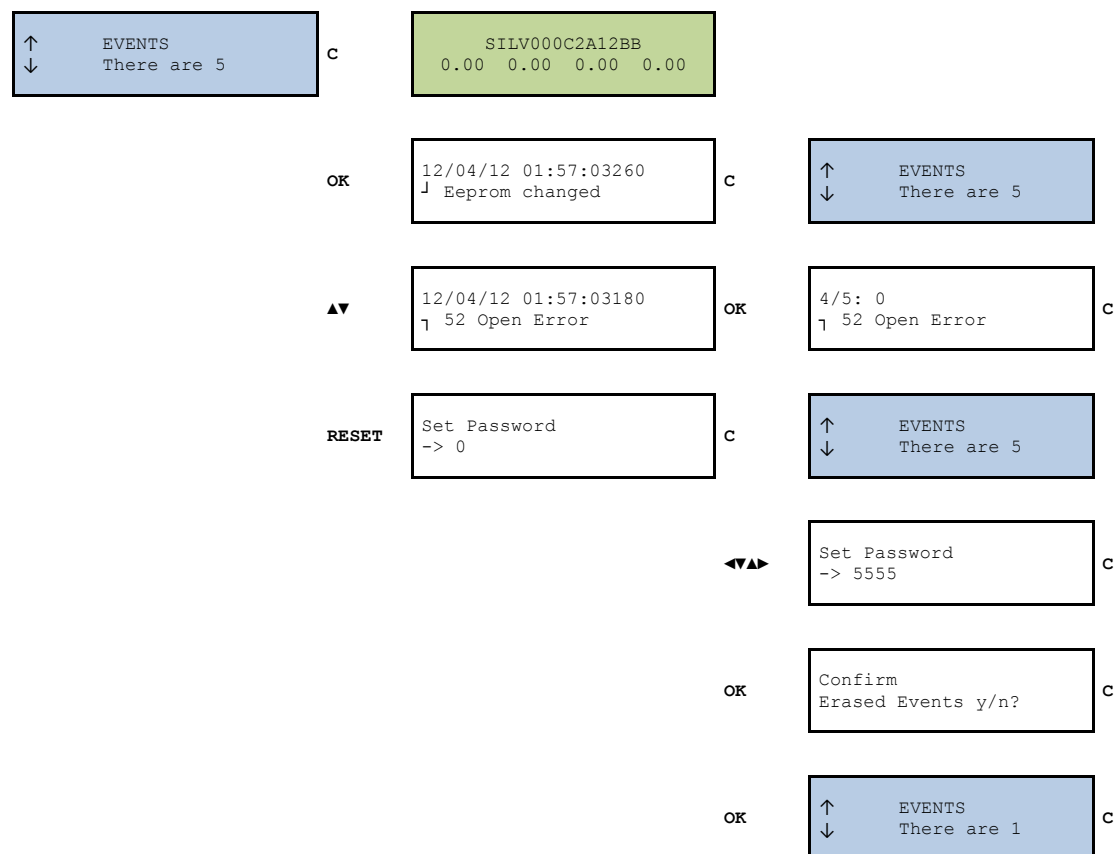 ↑ EVENTS
↓ There are 5
C
SILV000C2A12BB
0.00 0.00 0.00 0.00
OK
12/04/12 01:57:03260
┘ Eeprom changed
C
↑ EVENTS
↓ There are 5
▲▼
12/04/12 01:57:03180
┐ 52 Open Error
OK
4/5: 0
┐ 52 Open Error
C
RESET
Set Password
-> 0
C
↑ EVENTS
↓ There are 5
◄▼▲►
Set Password
-> 5555
C
OK
Confirm
Erased Events y/n?
C
OK
↑ EVENTS
↓ There are 1
C